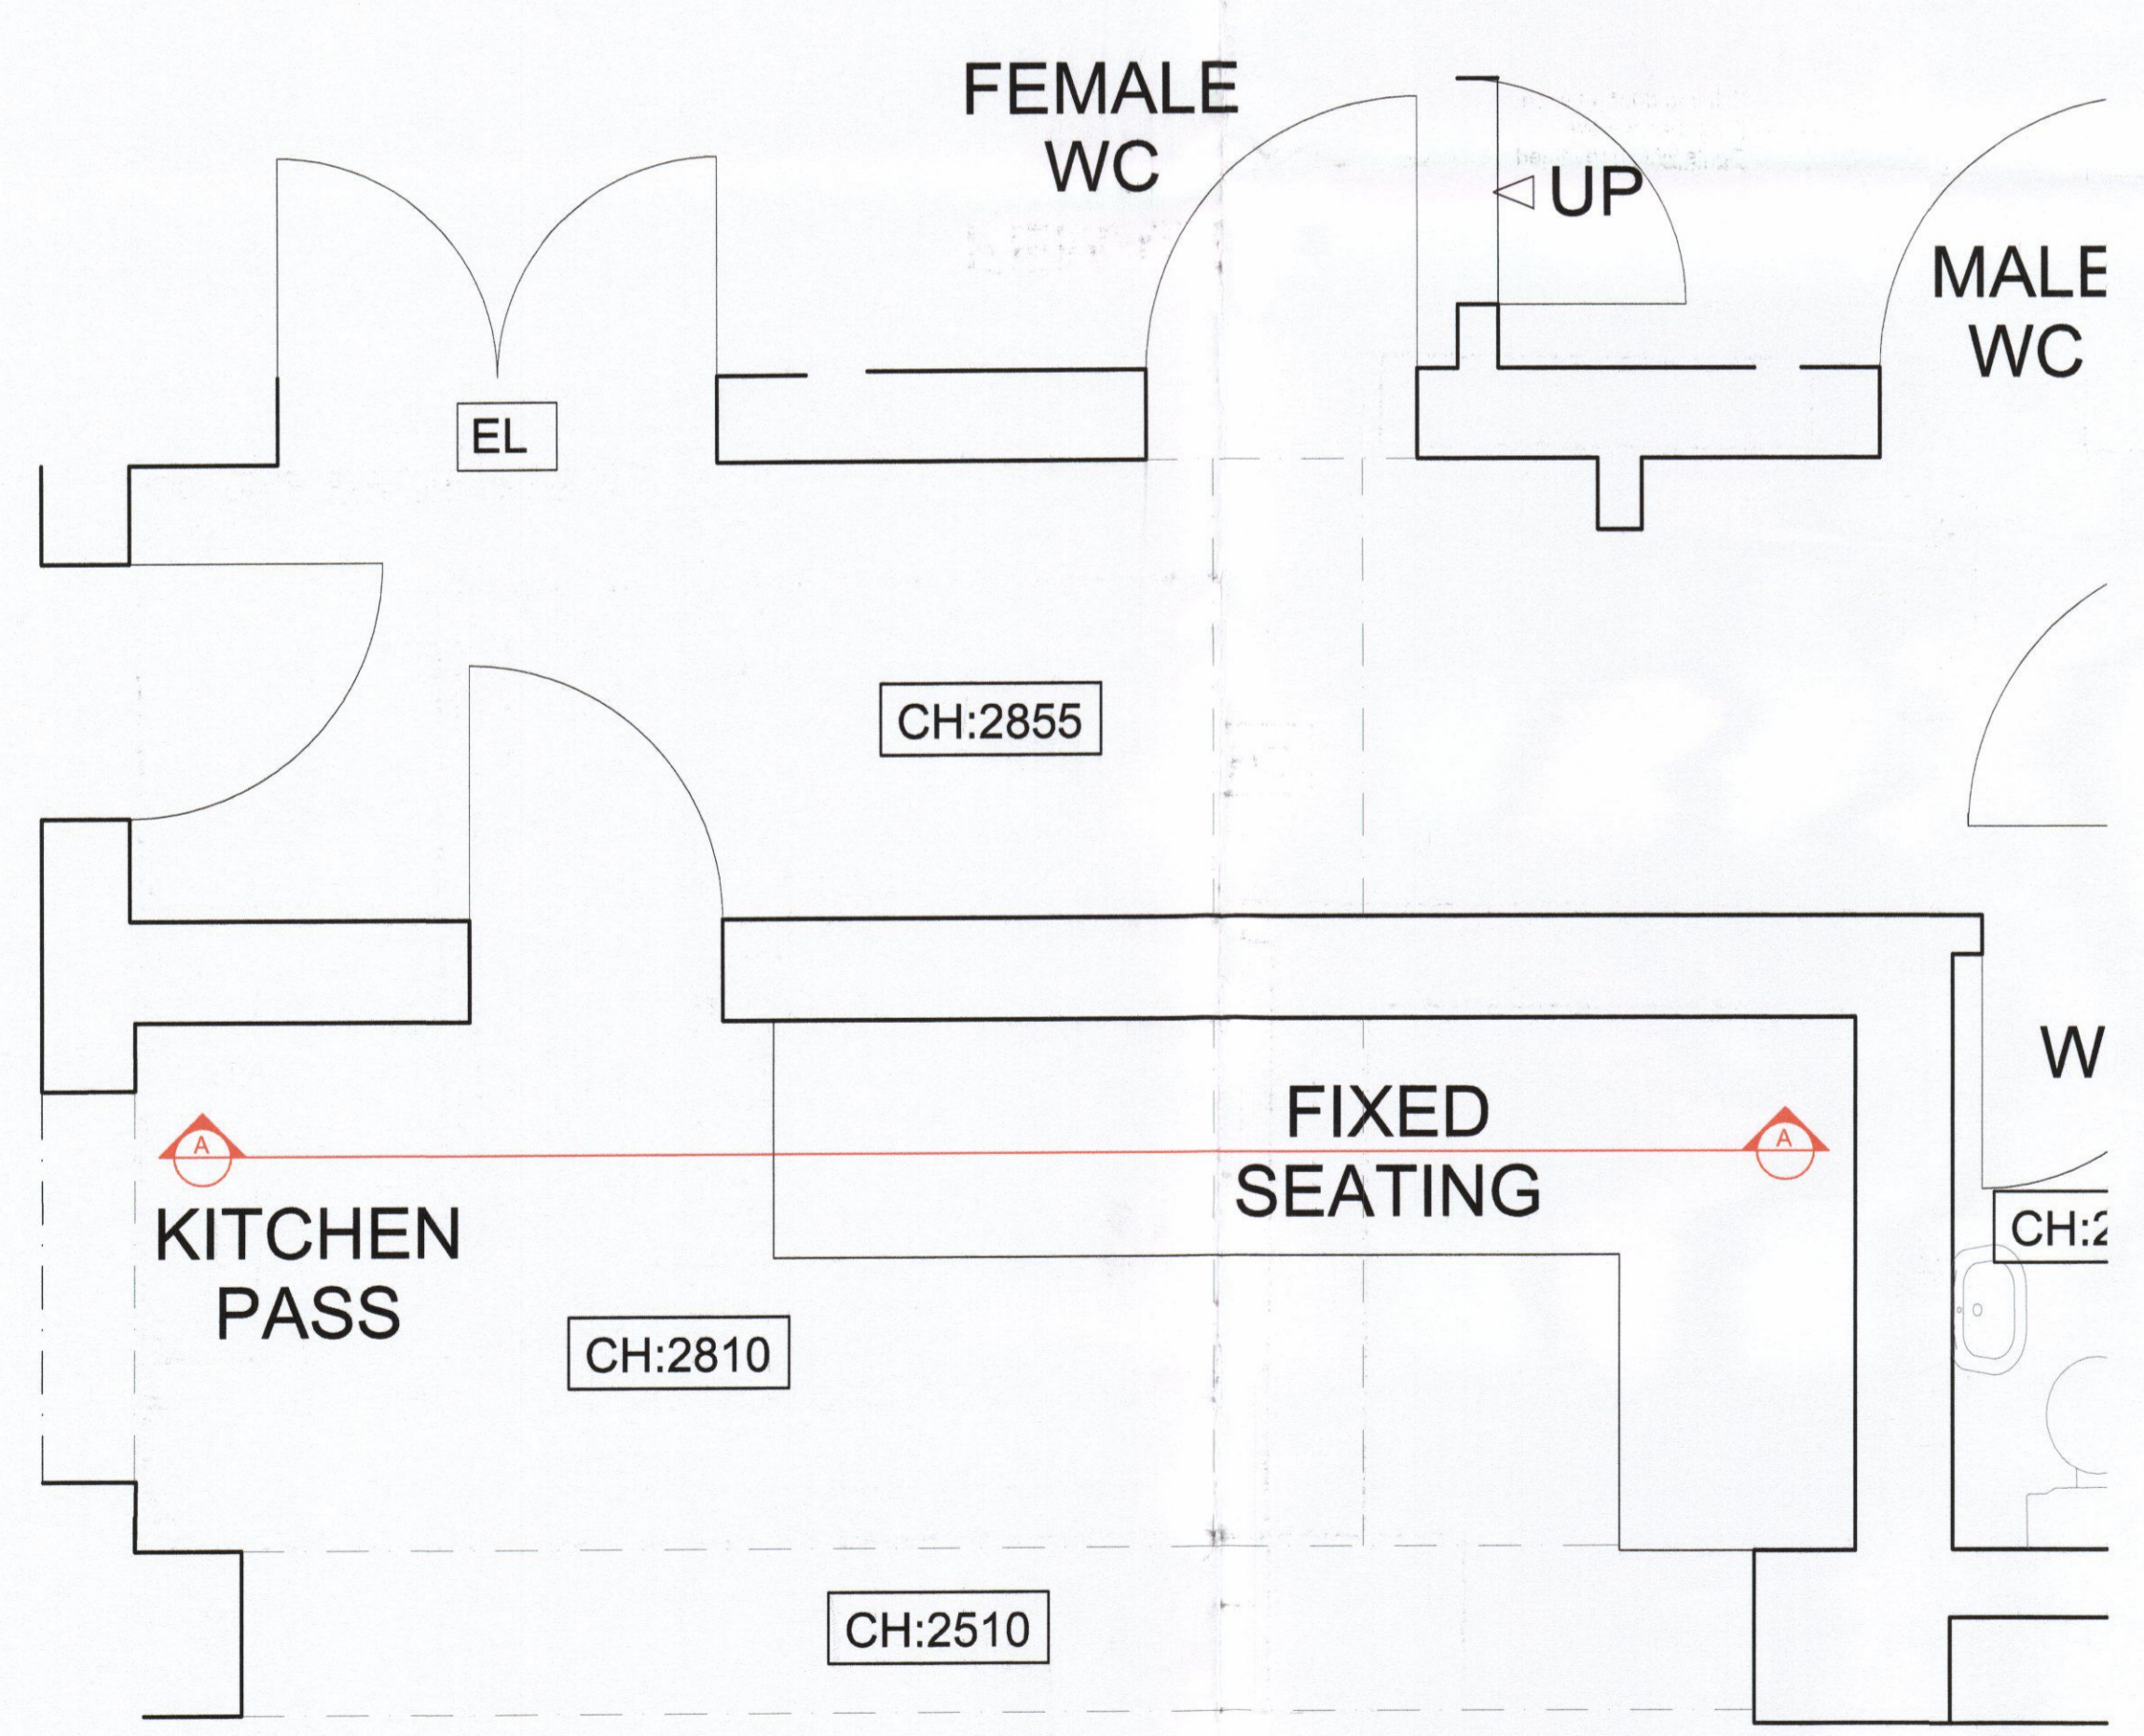 FEMALE
WC
UP
MALE
WC
EL
CH:2855
FIXED
SEATING
A
A
KITCHEN
PASS
CH:2810
CH:2510
W
CH:2